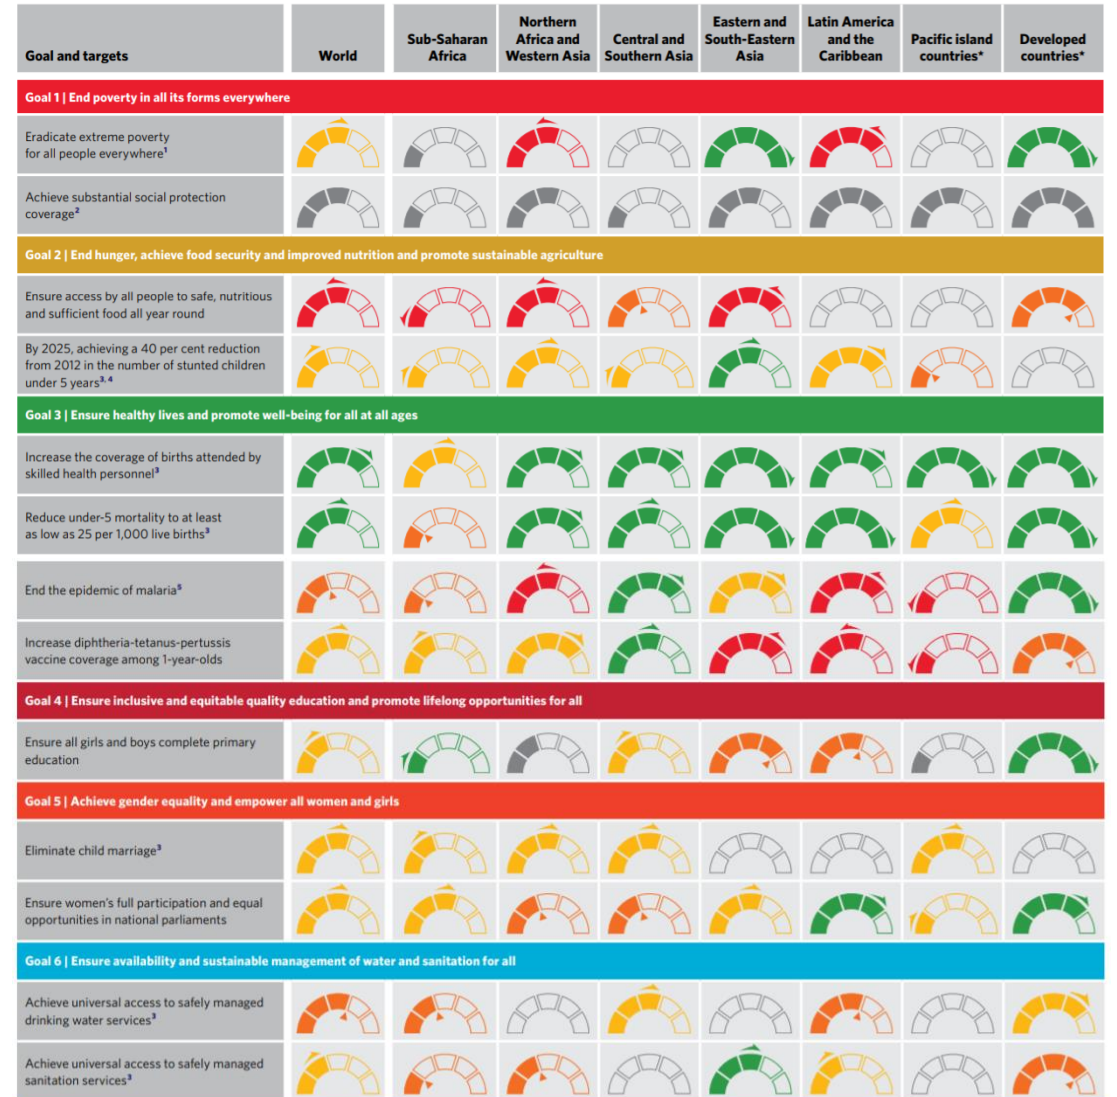 Goal and targets
World
Sub-Saharan
Africa
Northern
Africa and
Western Asia
Central and
Southern Asia
Eastern and
South-Eastern
Asia
Latin America
and the
Caribbean
Pacific island
countries*
Developed
countries*
Goal 1 | End poverty in all its forms everywhere
Eradicate extreme poverty
for all people everywhere¹
Achieve substantial social protection
coverage²
Goal 2 | End hunger, achieve food security and improved nutrition and promote sustainable agriculture
Ensure access by all people to safe, nutritious
and sufficient food all year round
By 2025, achieving a 40 per cent reduction
from 2012 in the number of stunted children
under 5 years³,⁴
Goal 3 | Ensure healthy lives and promote well-being for all at all ages
Increase the coverage of births attended by
skilled health personnel³
Reduce under-5 mortality to at least
as low as 25 per 1,000 live births³
End the epidemic of malaria⁵
Increase diphtheria-tetanus-pertussis
vaccine coverage among 1-year-olds
Goal 4 | Ensure inclusive and equitable quality education and promote lifelong opportunities for all
Ensure all girls and boys complete primary
education
Goal 5 | Achieve gender equality and empower all women and girls
Eliminate child marriage³
Ensure women's full participation and equal
opportunities in national parliaments
Goal 6 | Ensure availability and sustainable management of water and sanitation for all
Achieve universal access to safely managed
drinking water services³
Achieve universal access to safely managed
sanitation services³